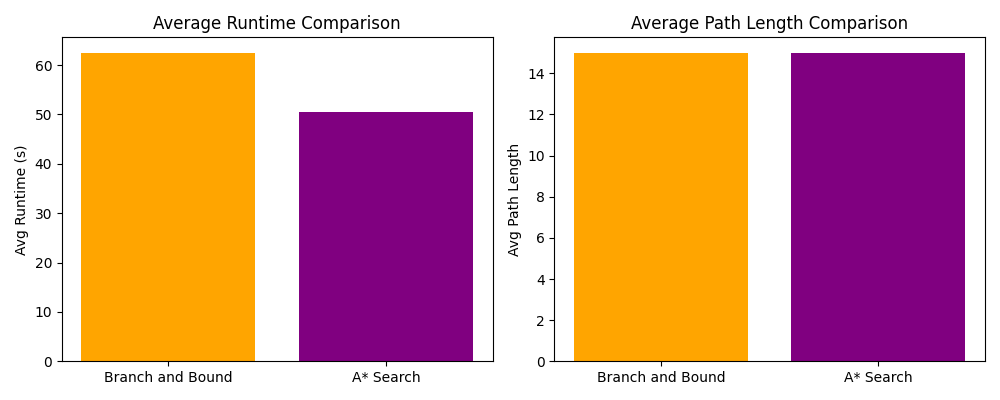 Average Runtime Comparison
Avg Runtime (s)
60
50
40
30
20
10
0
Branch and Bound A* Search
Average Path Length Comparison
Avg Path Length
14
12
10
8
6
4
2
0
Branch and Bound A* Search